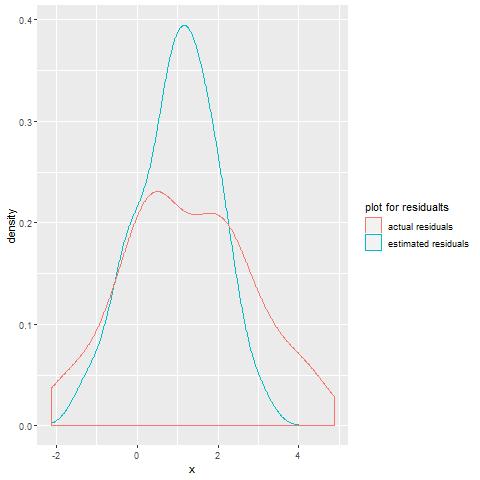 0.4
0.3
0.2
0.1
0.0
density
-2
0
2
4
x
plot for residualts
actual residuals
estimated residuals